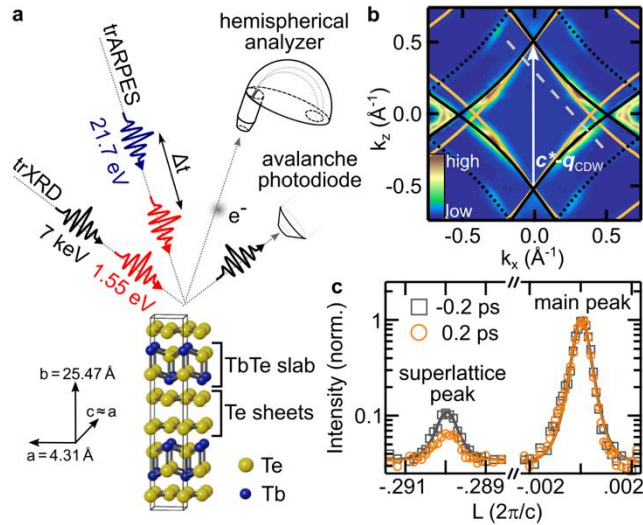 a
trARPES
21.7 eV
Δt
trXRD
7 keV
1.55 eV
hemispherical
analyzer
avalanche
photodiode
e⁻
TbTe slab
Te sheets
b = 25.47 Å
c ≈ a
a = 4.31 Å
Te
Tb
b
kz (Å⁻¹)
0.5
0.0
-0.5
high
low
c*-qCDW
-0.5 0.0 0.5
kx (Å⁻¹)
c
Intensity (norm.)
1
0.1
-0.2 ps
0.2 ps
main peak
superlattice
peak
-.291 -.289 -.002 .002
L (2π/c)